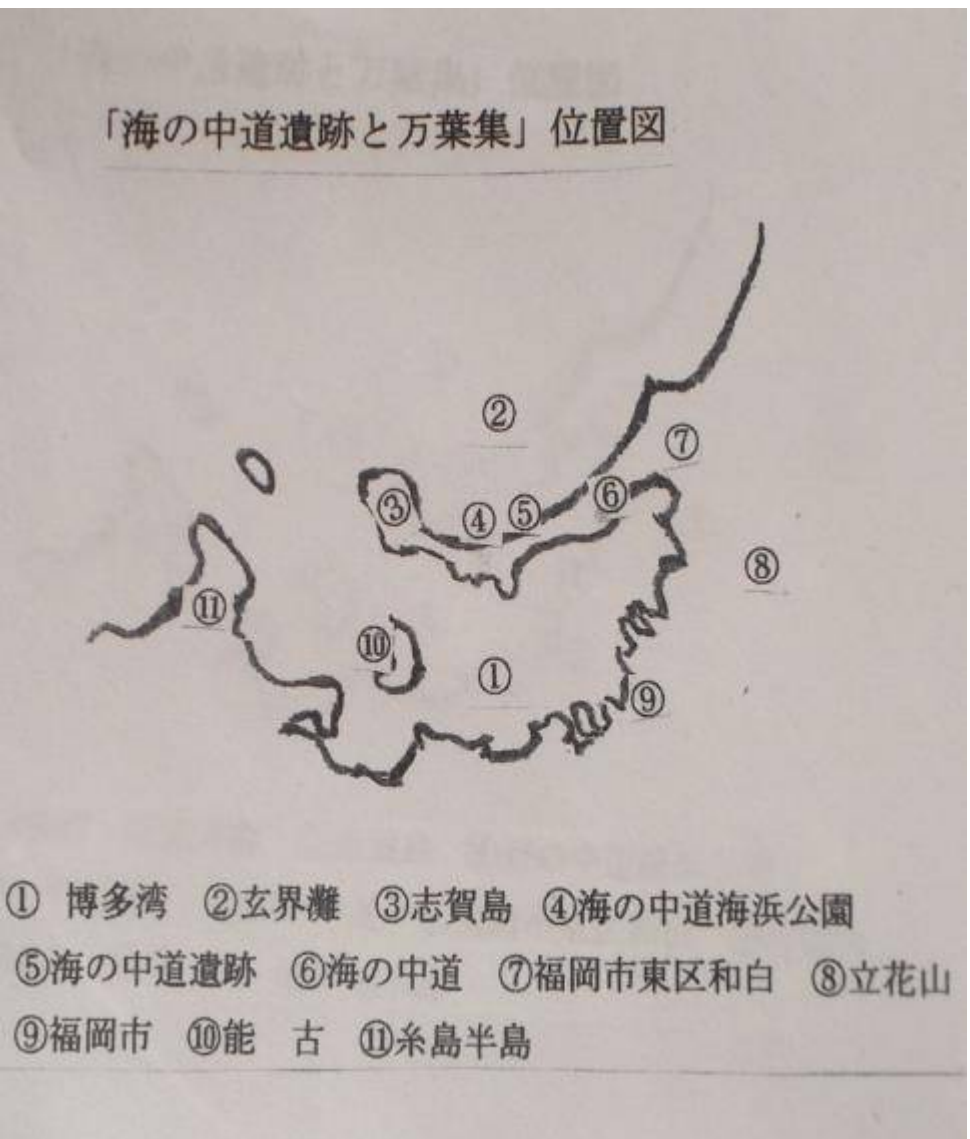 「海の中道遺跡と万葉集」位置図
②
⑦
③
④
⑤
⑥
⑧
⑪
⑩
①
⑨
① 博多湾 ②玄界灘 ③志賀島 ④海の中道海浜公園
⑤海の中道遺跡 ⑥海の中道 ⑦福岡市東区和白 ⑧立花山
⑨福岡市 ⑩能 古 ⑪糸島半島